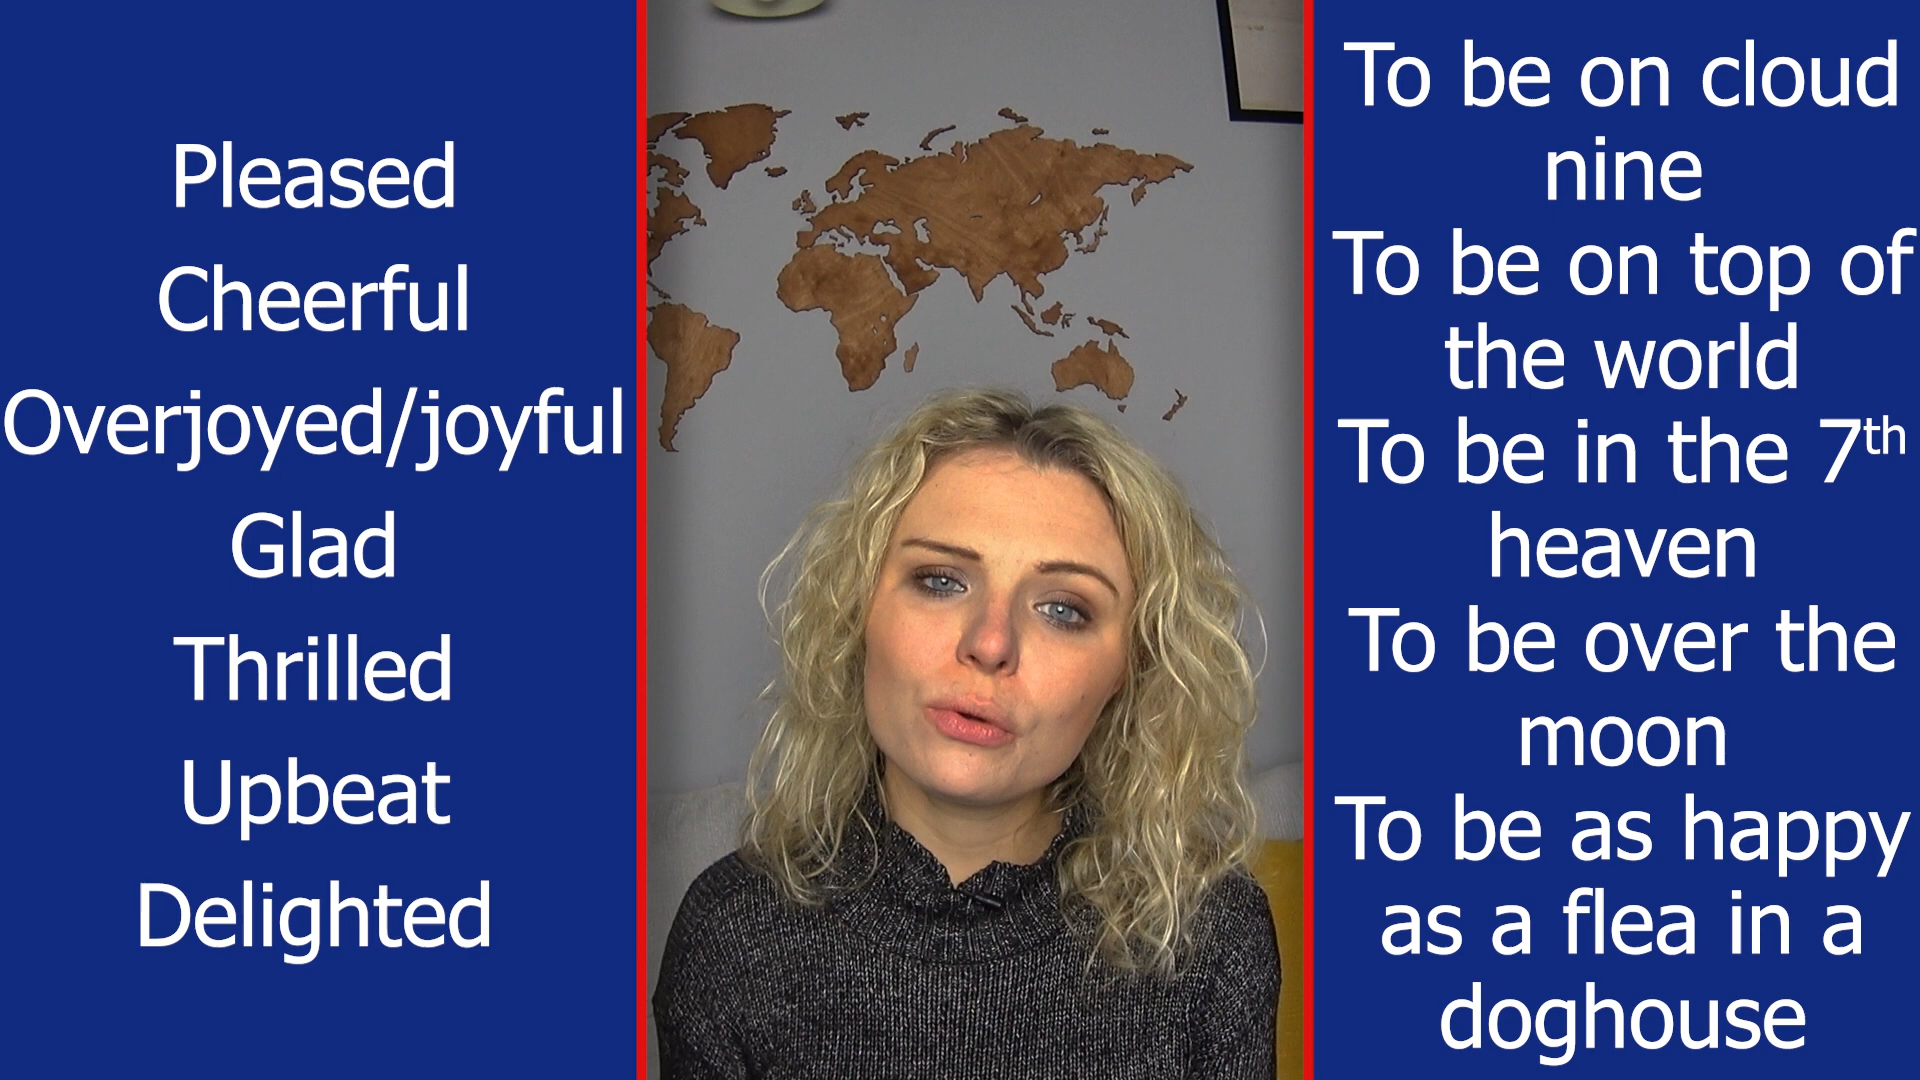 Pleased
Cheerful
Overjoyed/joyful
Glad
Thrilled
Upbeat
Delighted
To be on cloud
nine
To be on top of
the world
To be in the 7th
heaven
To be over the
moon
To be as happy
as a flea in a
doghouse